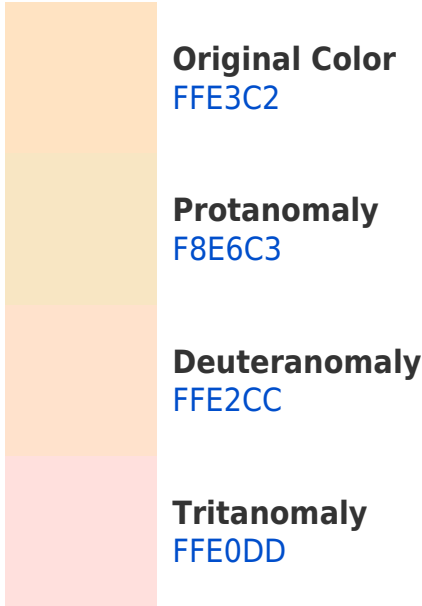 Original Color
FFE3C2
Protanomaly
F8E6C3
Deuteranomaly
FFE2CC
Tritanomaly
FFE0DD